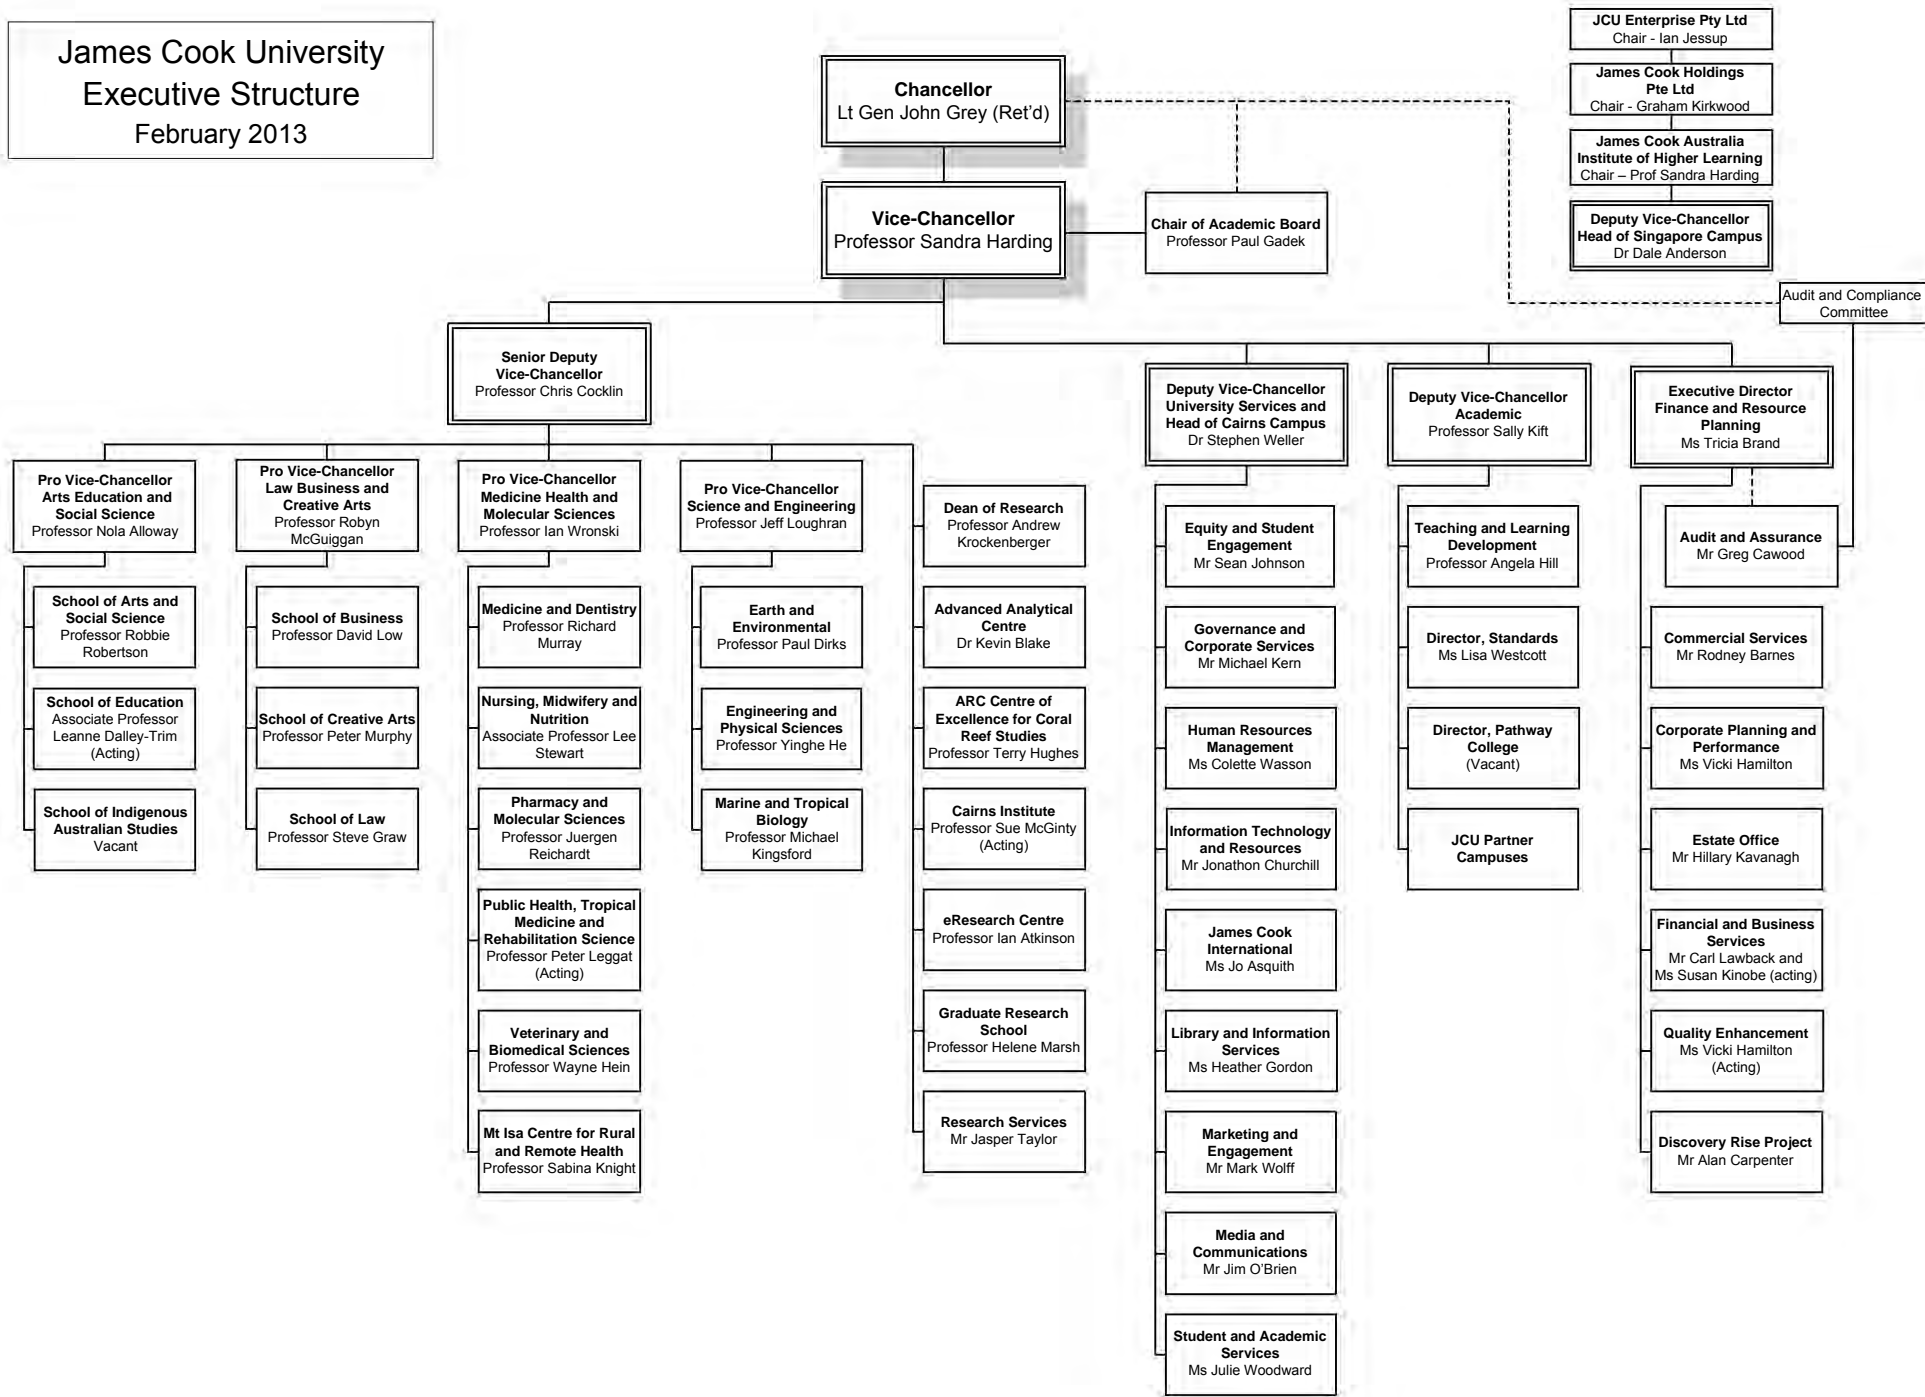 James Cook University
Executive Structure
February 2013
Chancellor
Lt Gen John Grey (Ret’d)
Vice-Chancellor
Professor Sandra Harding
Chair of Academic Board
Professor Paul Gadek
JCU Enterprise Pty Ltd
Chair - Ian Jessup
James Cook Holdings
Pte Ltd
Chair - Graham Kirkwood
James Cook Australia
Institute of Higher Learning
Chair – Prof Sandra Harding
Deputy Vice-Chancellor
Head of Singapore Campus
Dr Dale Anderson
Audit and Compliance
Committee
Senior Deputy
Vice-Chancellor
Professor Chris Cocklin
Deputy Vice-Chancellor
University Services and
Head of Cairns Campus
Dr Stephen Weller
Deputy Vice-Chancellor
Academic
Professor Sally Kift
Executive Director
Finance and Resource
Planning
Ms Tricia Brand
Pro Vice-Chancellor
Arts Education and
Social Science
Professor Nola Alloway
School of Arts and
Social Science
Professor Robbie
Robertson
School of Education
Associate Professor
Leanne Dalley-Trim
(Acting)
School of Indigenous
Australian Studies
Vacant
Pro Vice-Chancellor
Law Business and
Creative Arts
Professor Robyn
McGuiggan
School of Business
Professor David Low
School of Creative Arts
Professor Peter Murphy
School of Law
Professor Steve Graw
Pro Vice-Chancellor
Medicine Health and
Molecular Sciences
Professor Ian Wronski
Medicine and Dentistry
Professor Richard
Murray
Nursing, Midwifery and
Nutrition
Associate Professor Lee
Stewart
Pharmacy and
Molecular Sciences
Professor Juergen
Reichardt
Public Health, Tropical
Medicine and
Rehabilitation Science
Professor Peter Leggat
(Acting)
Veterinary and
Biomedical Sciences
Professor Wayne Hein
Mt Isa Centre for Rural
and Remote Health
Professor Sabina Knight
Pro Vice-Chancellor
Science and Engineering
Professor Jeff Loughran
Earth and
Environmental
Professor Paul Dirks
Engineering and
Physical Sciences
Professor Yinghe He
Marine and Tropical
Biology
Professor Michael
Kingsford
Dean of Research
Professor Andrew
Krockenberger
Advanced Analytical
Centre
Dr Kevin Blake
ARC Centre of
Excellence for Coral
Reef Studies
Professor Terry Hughes
Cairns Institute
Professor Sue McGinty
(Acting)
eResearch Centre
Professor Ian Atkinson
Graduate Research
School
Professor Helene Marsh
Research Services
Mr Jasper Taylor
Equity and Student
Engagement
Mr Sean Johnson
Governance and
Corporate Services
Mr Michael Kern
Human Resources
Management
Ms Colette Wasson
Information Technology
and Resources
Mr Jonathon Churchill
James Cook
International
Ms Jo Asquith
Library and Information
Services
Ms Heather Gordon
Marketing and
Engagement
Mr Mark Wolff
Media and
Communications
Mr Jim O’Brien
Student and Academic
Services
Ms Julie Woodward
Teaching and Learning
Development
Professor Angela Hill
Director, Standards
Ms Lisa Westcott
Director, Pathway
College
(Vacant)
JCU Partner
Campuses
Audit and Assurance
Mr Greg Cawood
Commercial Services
Mr Rodney Barnes
Corporate Planning and
Performance
Ms Vicki Hamilton
Estate Office
Mr Hillary Kavanagh
Financial and Business
Services
Mr Carl Lawback and
Ms Susan Kinobe (acting)
Quality Enhancement
Ms Vicki Hamilton
(Acting)
Discovery Rise Project
Mr Alan Carpenter